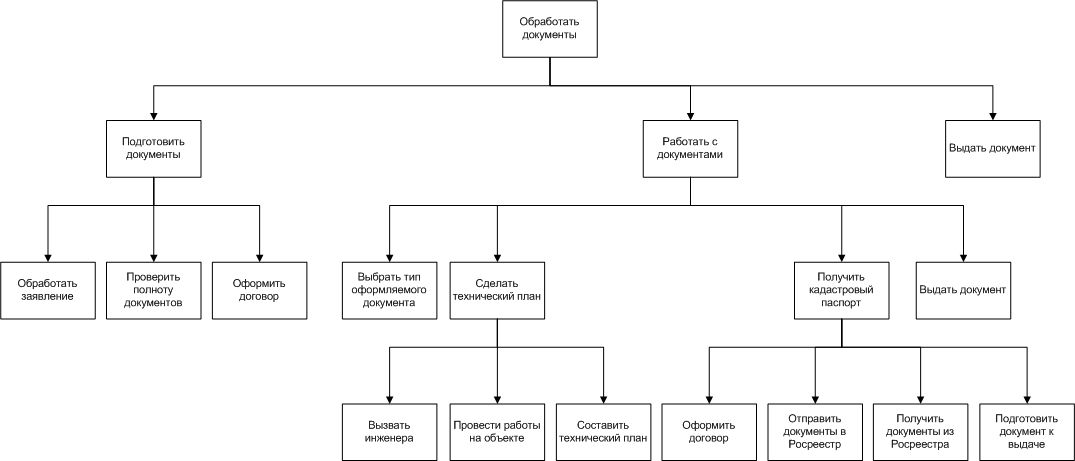 Обработать
документы
Подготовить
документы
Работать с
документами
Выдать документ
Обработать
заявление
Проверить
полноту
документов
Оформить
договор
Выбрать тип
оформляемого
документа
Сделать
технический план
Получить
кадастровый
паспорт
Выдать документ
Вызвать
инженера
Провести работы
на объекте
Составить
технический план
Оформить
договор
Отправить
документы в
Росреестр
Получить
документы из
Росреестра
Подготовить
документ к
выдаче